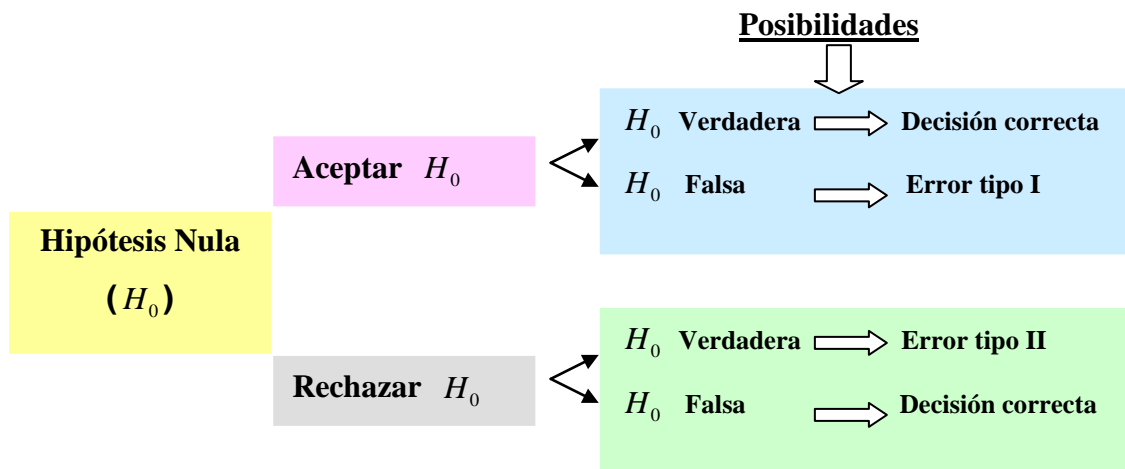 Posibilidades
H₀ Verdadera Decisión correcta
Aceptar H₀
H₀ Falsa Error tipo I
Hipótesis Nula
(H₀)
H₀ Verdadera Error tipo II
Rechazar H₀
H₀ Falsa Decisión correcta